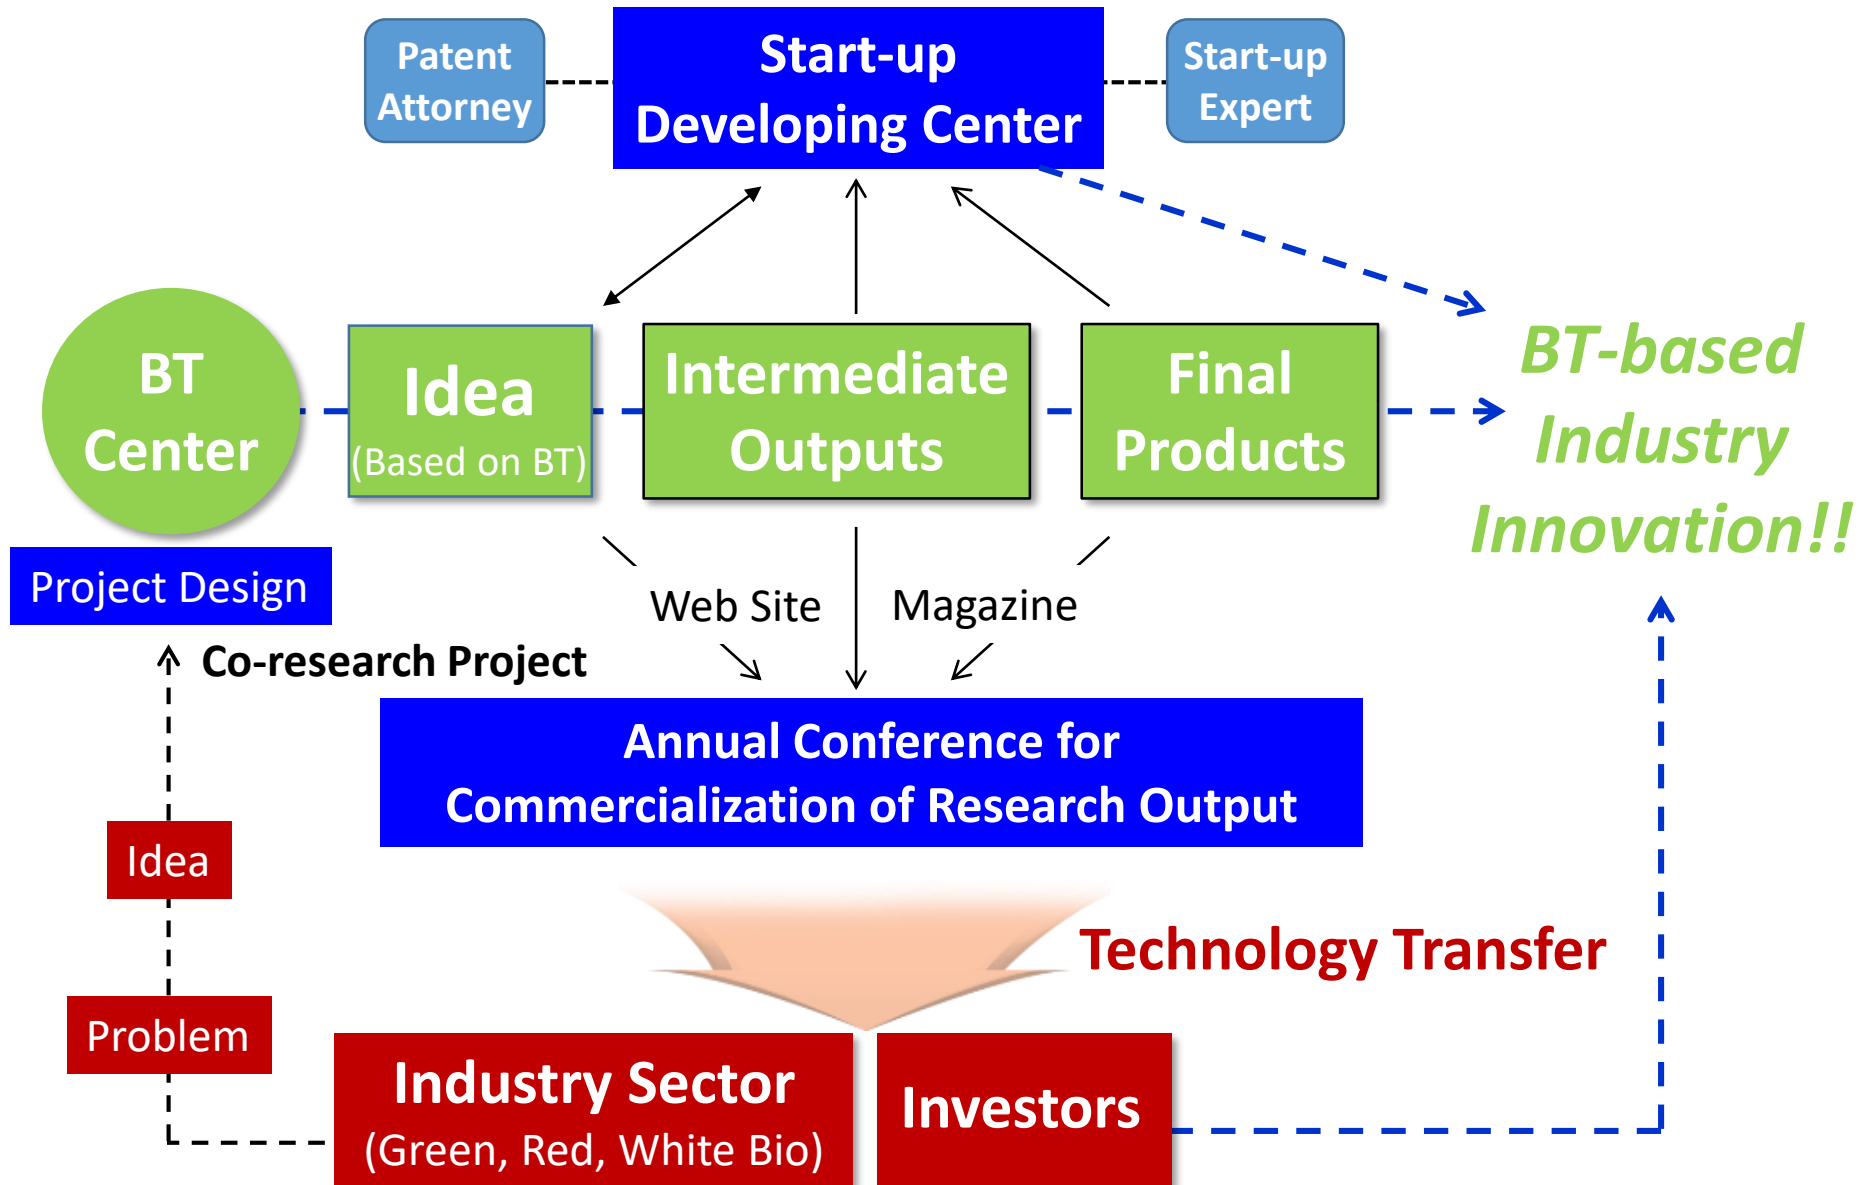 Patent
Attorney
Start-up
Developing Center
Start-up
Expert
BT
Center
Idea
(Based on BT)
Intermediate
Outputs
Final
Products
BT-based
Industry
Innovation!!
Project Design
Web Site
Magazine
Co-research Project
Annual Conference for
Commercialization of Research Output
Idea
Technology Transfer
Problem
Industry Sector
(Green, Red, White Bio)
Investors